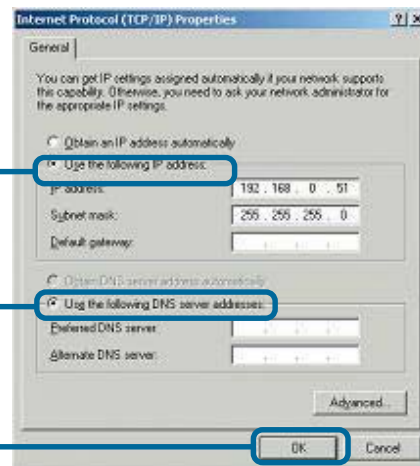 Internet Protocol (TCP/IP) Properties
General
You can get IP settings assigned automatically if your network supports
this capability. Otherwise, you need to ask your network administrator for
the appropriate IP settings.
Obtain an IP address automatically
Use the following IP address:
IP address: 192 . 168 . 0 . 51
Subnet mask: 255 . 255 . 255 . 0
Default gateway: . . .
Obtain DNS server address automatically
Use the following DNS server addresses:
Preferred DNS server: . . .
Alternate DNS server: . . .
Advanced...
OK Cancel